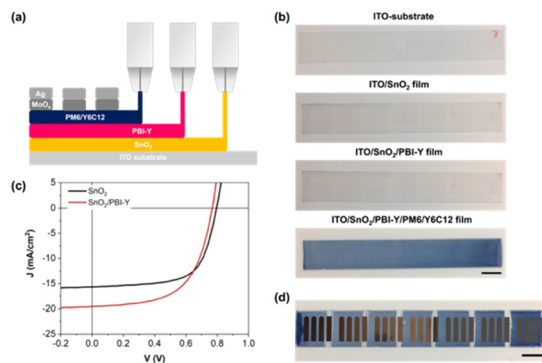 (a)
Ag
MoOₓ
PM6/Y6C12
PBI-Y
SnO₂
ITO substrate
(b)
ITO-substrate
3
ITO/SnO₂ film
ITO/SnO₂/PBI-Y film
ITO/SnO₂/PBI-Y/PM6/Y6C12 film
(c)
SnO₂
SnO₂/PBI-Y
J (mA/cm²)
5
0
-5
-10
-15
-20
-25
-0.2
0.0
0.2
0.4
0.6
0.8
1.0
V (V)
(d)